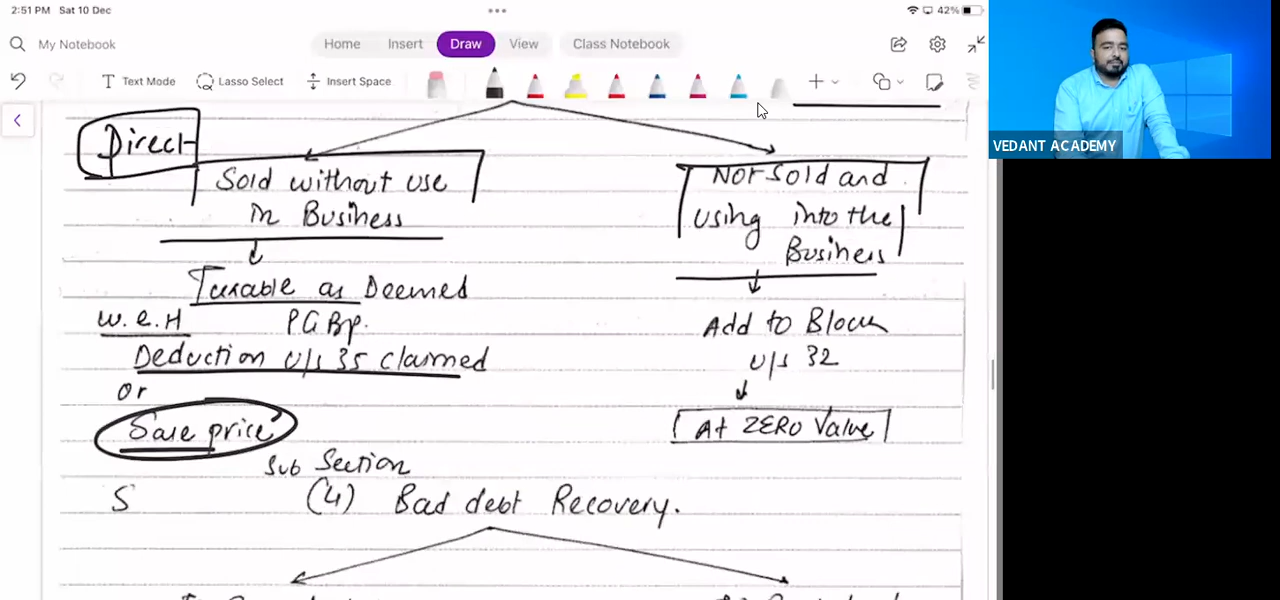 2:51 PM Sat 10 Dec
42%
My Notebook
Home Insert Draw View Class Notebook
Text Mode Lasso Select Insert Space
VEDANT ACADEMY
Direct
Sold without use
in Business
Taxable as Deemed
PGBP.
W.E.H
Deduction U/s 35 claimed
Or
Sale price
Not Sold and
using into the
Business
Add to Block
U/s 32
At ZERO Value
Sub Section
S
(4) Bad debt Recovery.